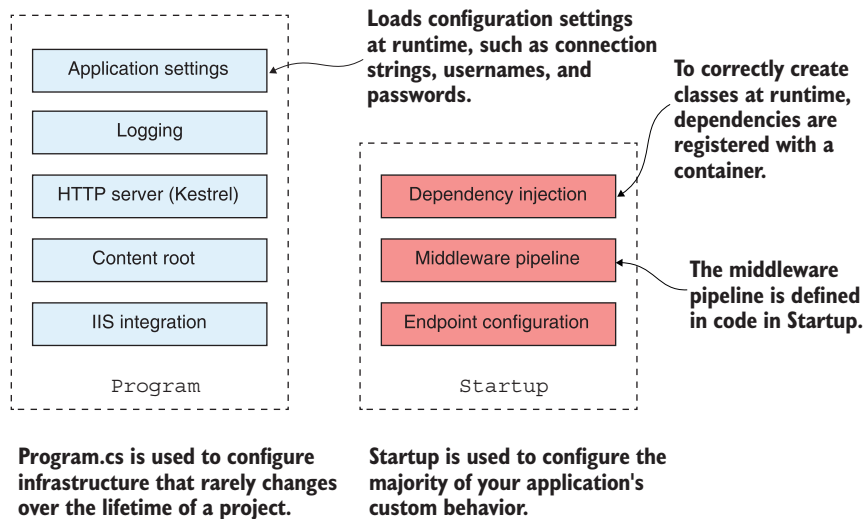 Loads configuration settings
at runtime, such as connection
strings, usernames, and
passwords.
To correctly create
classes at runtime,
dependencies are
registered with a
container.
Application settings
Logging
HTTP server (Kestrel)
Content root
IIS integration
Program
Dependency injection
Middleware pipeline
Endpoint configuration
Startup
The middleware
pipeline is defined
in code in Startup.
Program.cs is used to configure
infrastructure that rarely changes
over the lifetime of a project.
Startup is used to configure the
majority of your application's
custom behavior.